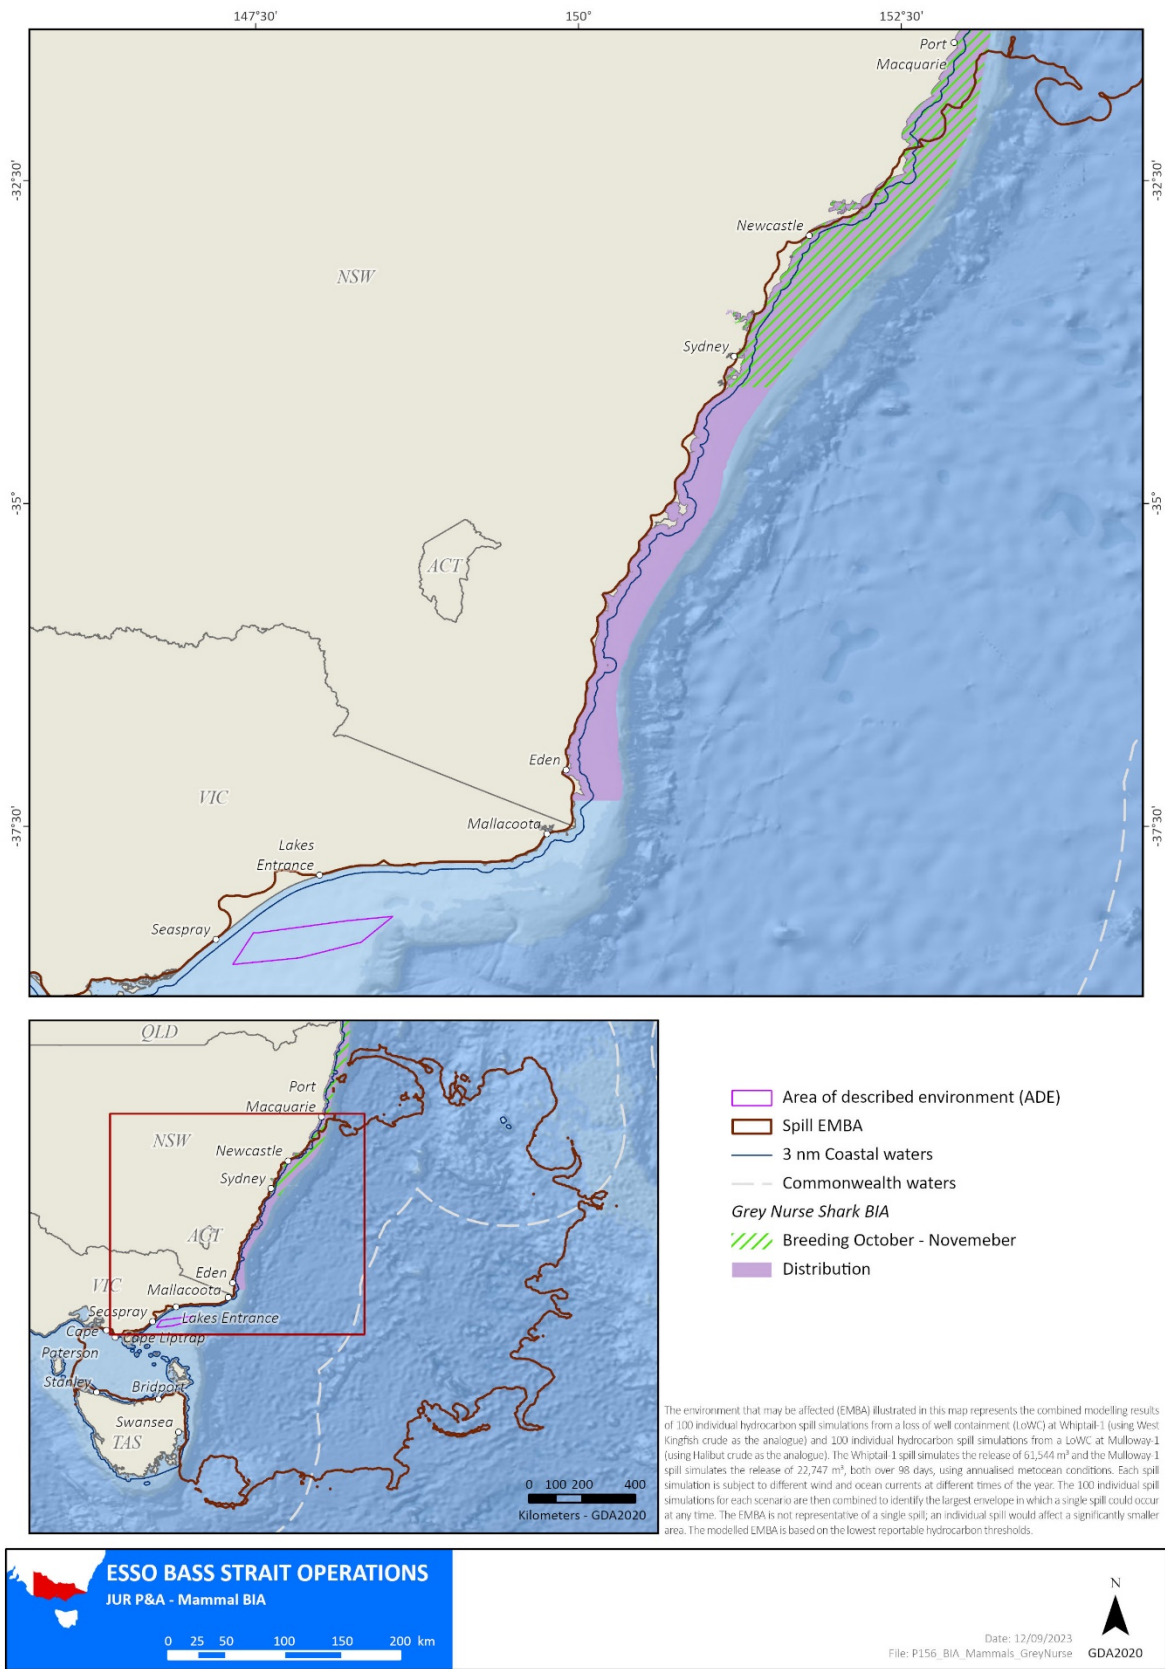 147°30'
150°
152°30'
Port
Macquarie
-32°30'
-32°30'
Newcastle
NSW
Sydney
-35°
-35°
ACT
Eden
VIC
-37°30'
-37°30'
Mallacoota
Lakes
Entrance
Seaspray
QLD
Port
Macquarie
NSW
Newcastle
Sydney
ACT
Eden
VIC
Mallacoota
Seaspray
Lakes Entrance
Cape
Cape Liptrap
Paterson
Stanley
Bridport
Swansea
TAS
0 100 200 400
Kilometers - GDA2020
Area of described environment (ADE)
Spill EMBA
3 nm Coastal waters
Commonwealth waters
Grey Nurse Shark BIA
Breeding October - Novemeber
Distribution
The environment that may be affected (EMBA) illustrated in this map represents the combined modelling results
of 100 individual hydrocarbon spill simulations from a loss of well containment (LoWC) at Whiptail-1 (using West
Kingfish crude as the analogue) and 100 individual hydrocarbon spill simulations from a LoWC at Mulloway-1
(using Halibut crude as the analogue). The Whiptail-1 spill simulates the release of 61,544 m³ and the Mulloway-1
spill simulates the release of 22,747 m³, both over 98 days, using annualised metocean conditions. Each spill
simulation is subject to different wind and ocean currents at different times of the year. The 100 individual spill
simulations for each scenario are then combined to identify the largest envelope in which a single spill could occur
at any time. The EMBA is not representative of a single spill; an individual spill would affect a significantly smaller
area. The modelled EMBA is based on the lowest reportable hydrocarbon thresholds.
ESSO BASS STRAIT OPERATIONS
JUR P&A - Mammal BIA
0 25 50 100 150 200 km
N
GDA2020
Date: 12/09/2023
File: P156_BIA_Mammals_GreyNurse